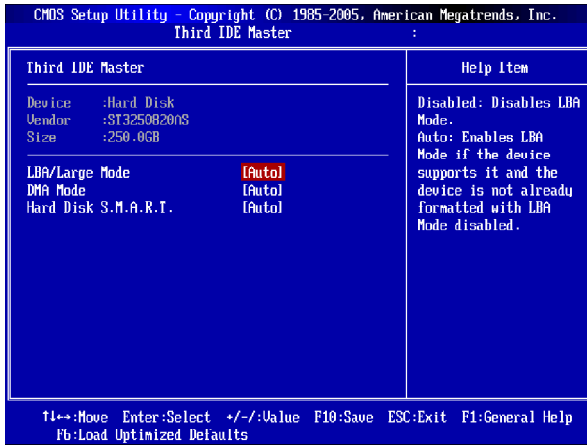 CMOS Setup Utility - Copyright (C) 1985-2005, American Megatrends, Inc.
Third IDE Master :
Third IDE Master
Device :Hard Disk
Vendor :ST3250820AS
Size :250.0GB
LBA/Large Mode [Auto]
DMA Mode [Auto]
Hard Disk S.M.A.R.T. [Auto]
Help Item
Disabled: Disables LBA
Mode.
Auto: Enables LBA
Mode if the device
supports it and the
device is not already
formatted with LBA
Mode disabled.
↑↓←→:Move Enter:Select +/-/:Value F10:Save ESC:Exit F1:General Help
F6:Load Optimized Defaults